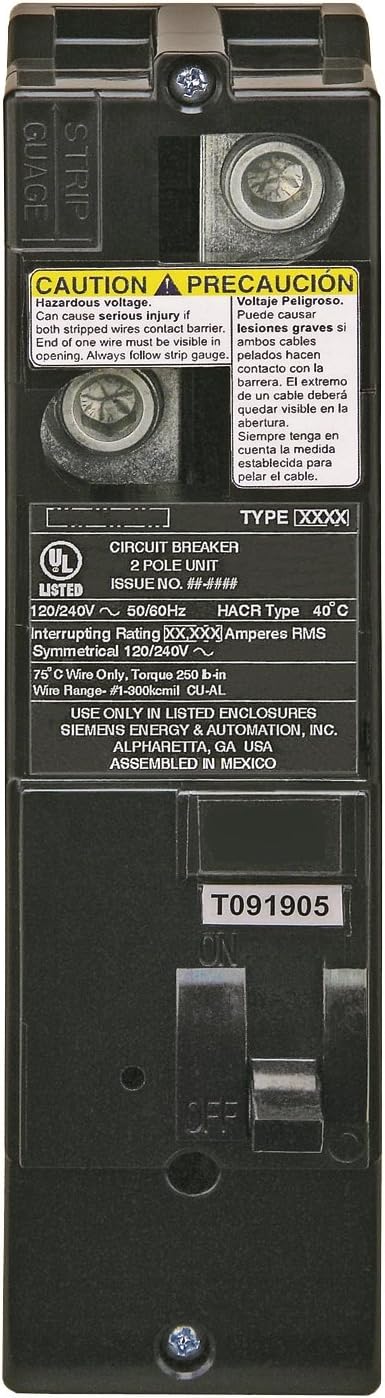 STRIP
GUAGE
CAUTION ⚠ PRECAUCIÓN
Hazardous voltage.
Can cause serious injury if
both stripped wires contact barrier.
End of one wire must be visible in
opening. Always follow strip gauge.
Voltaje Peligroso.
Puede causar
lesiones graves si
ambos cables
pelados hacen
contacto con la
barrera. El extremo
de un cable deberá
quedar visible en la
abertura.
Siempre tenga en
cuenta la medida
establecida para
pelar el cable.
TYPE XXXX
UL
LISTED
CIRCUIT BREAKER
2 POLE UNIT
ISSUE NO. ##-####
120/240V ~ 50/60Hz HACR Type 40°C
Interrupting Rating XX,XXX Amperes RMS
Symmetrical 120/240V ~
75°C Wire Only, Torque 250 lb-in
Wire Range- #1-300kcmil CU-AL
USE ONLY IN LISTED ENCLOSURES
SIEMENS ENERGY & AUTOMATION, INC.
ALPHARETTA, GA USA
ASSEMBLED IN MEXICO
T091905
ON
OFF